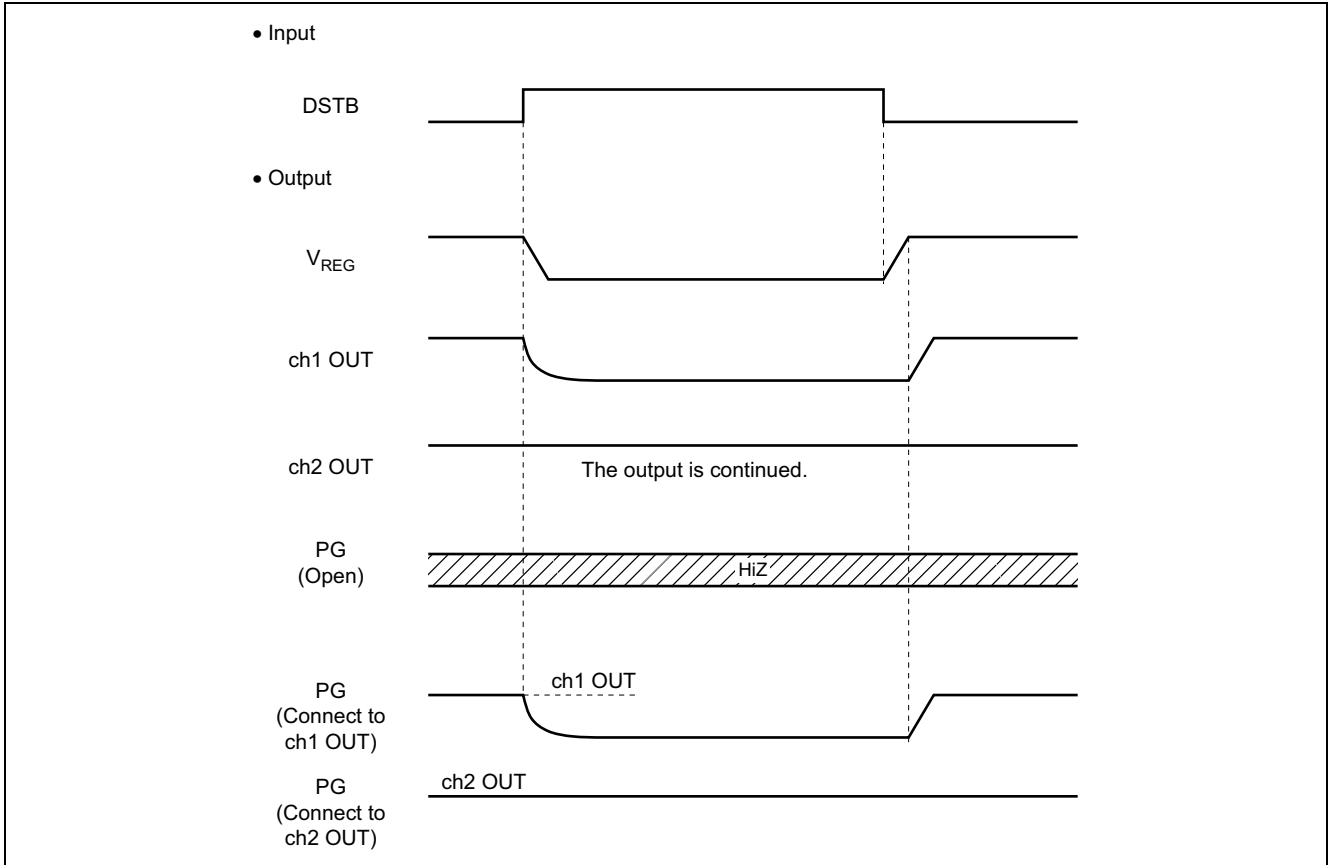 • Input
DSTB
• Output
VREG
ch1 OUT
ch2 OUT
The output is continued.
PG
(Open)
HiZ
ch1 OUT
PG
(Connect to
ch1 OUT)
ch2 OUT
PG
(Connect to
ch2 OUT)